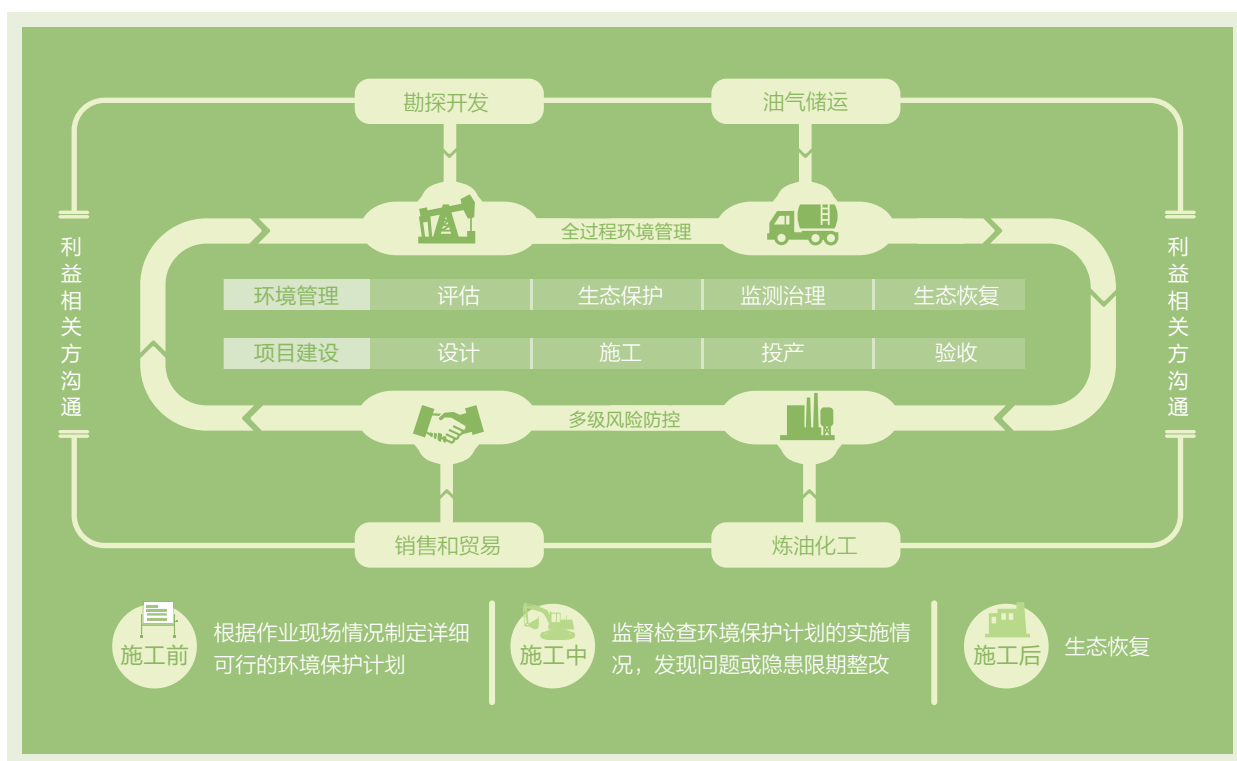 勘探开发
油气储运
全过程环境管理
利益相关方沟通
利益相关方沟通
环境管理 评估 生态保护 监测治理 生态恢复
项目建设 设计 施工 投产 验收
多级风险防控
销售和贸易
炼油化工
施工前
根据作业现场情况制定详细
可行的环境保护计划
施工中
监督检查环境保护计划的实施情
况，发现问题或隐患限期整改
施工后
生态恢复